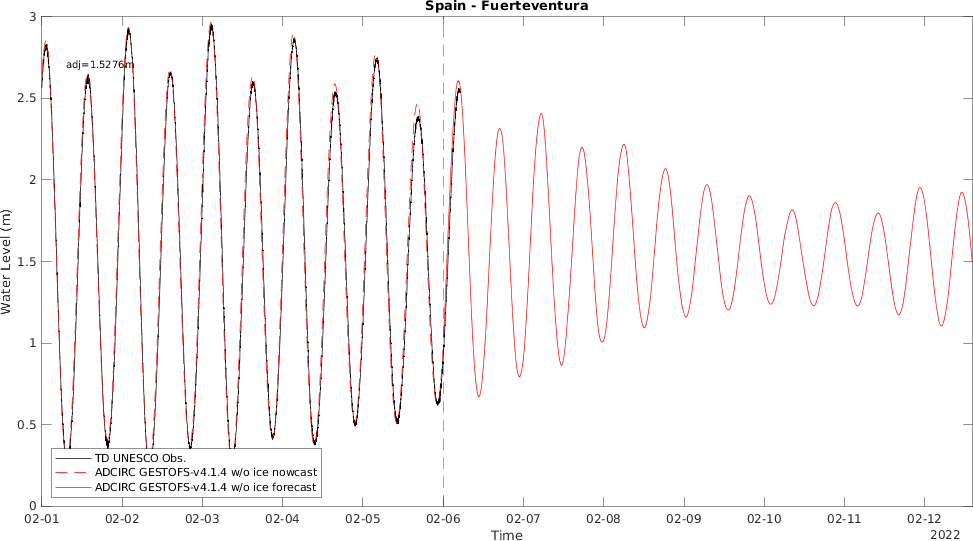 Spain - Fuerteventura
3
adj=1.5276m
2.5
2
1.5
1
0.5
0
Water Level (m)
TD UNESCO Obs.
ADCIRC GESTOFS-v4.1.4 w/o ice nowcast
ADCIRC GESTOFS-v4.1.4 w/o ice forecast
02-01 02-02 02-03 02-04 02-05 02-06 02-07 02-08 02-09 02-10 02-11 02-12
Time
2022